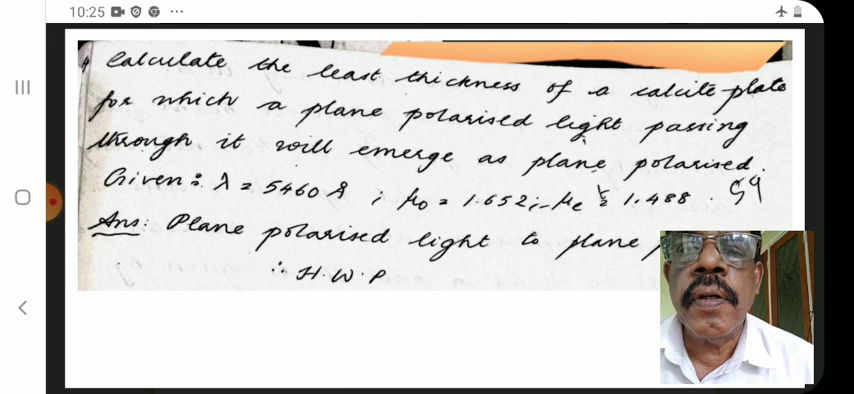 10:25
Calculate the least thickness of a calcite plate
for which a plane polarised light passing
through it will emerge as plane polarised.
Given: λ = 5460 Å ; μo = 1.652; μe = 1.488.
Ans: Plane polarised light to plane
∴ H.W.P